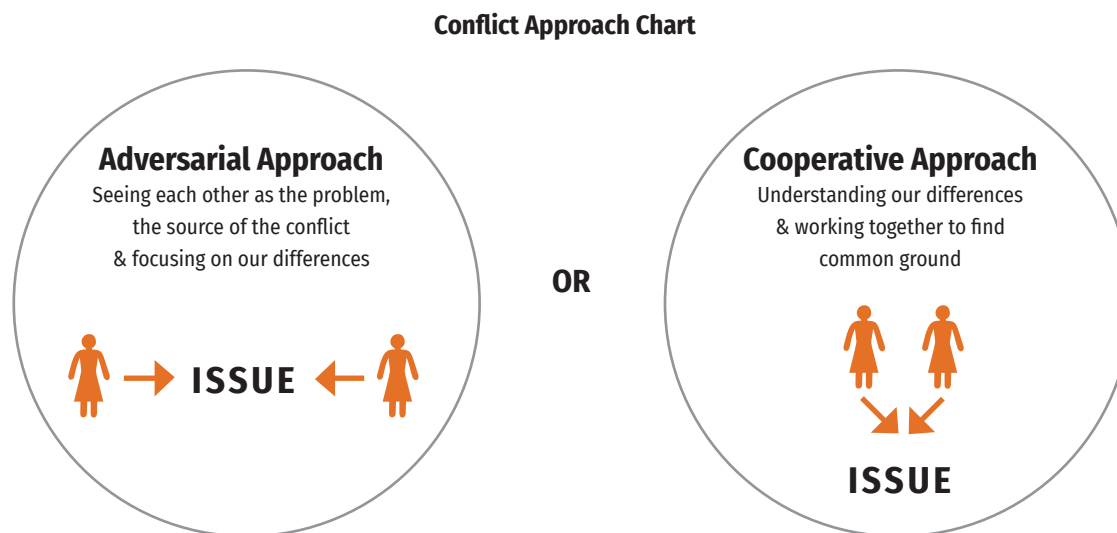 Conflict Approach Chart
Adversarial Approach
Seeing each other as the problem,
the source of the conflict
& focusing on our differences
ISSUE
OR
Cooperative Approach
Understanding our differences
& working together to find
common ground
ISSUE